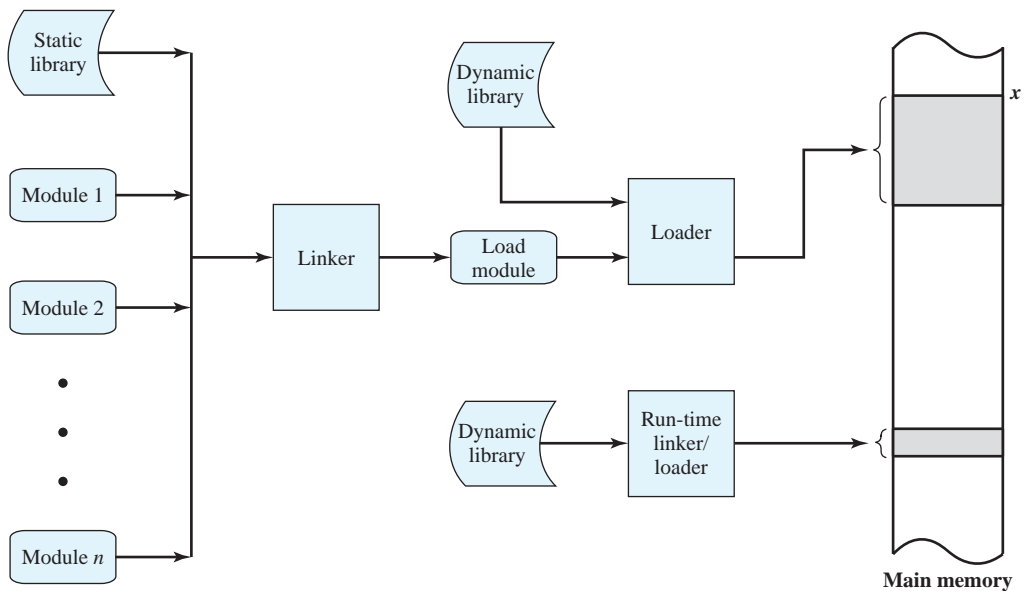 Static
library
Module 1
Module 2
Module n
Linker
Dynamic
library
Load
module
Loader
Dynamic
library
Run-time
linker/
loader
x
Main memory